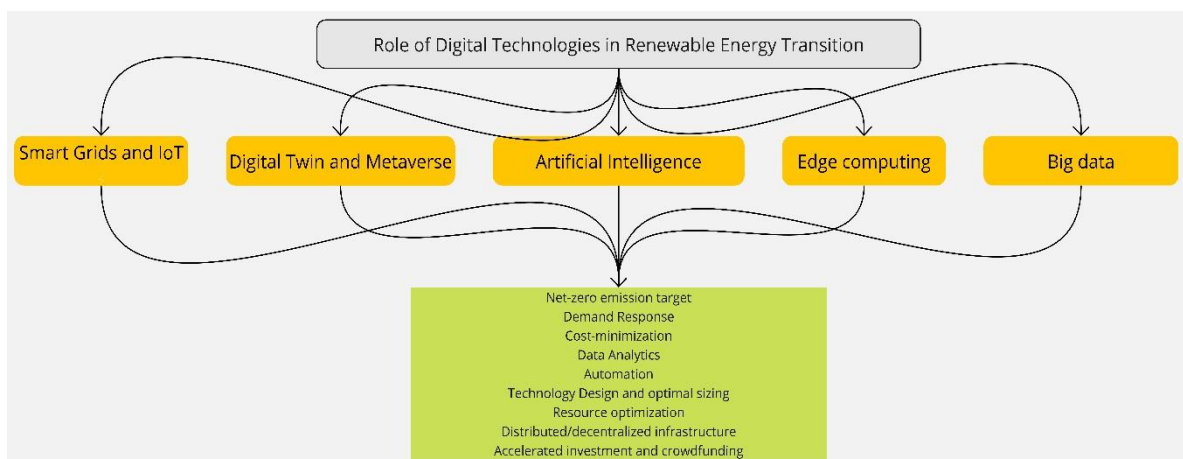 Role of Digital Technologies in Renewable Energy Transition
Smart Grids and IoT
Digital Twin and Metaverse
Artificial Intelligence
Edge computing
Big data
Net-zero emission target
Demand Response
Cost-minimization
Data Analytics
Automation
Technology Design and optimal sizing
Resource optimization
Distributed/decentralized infrastructure
Accelerated investment and crowdfunding